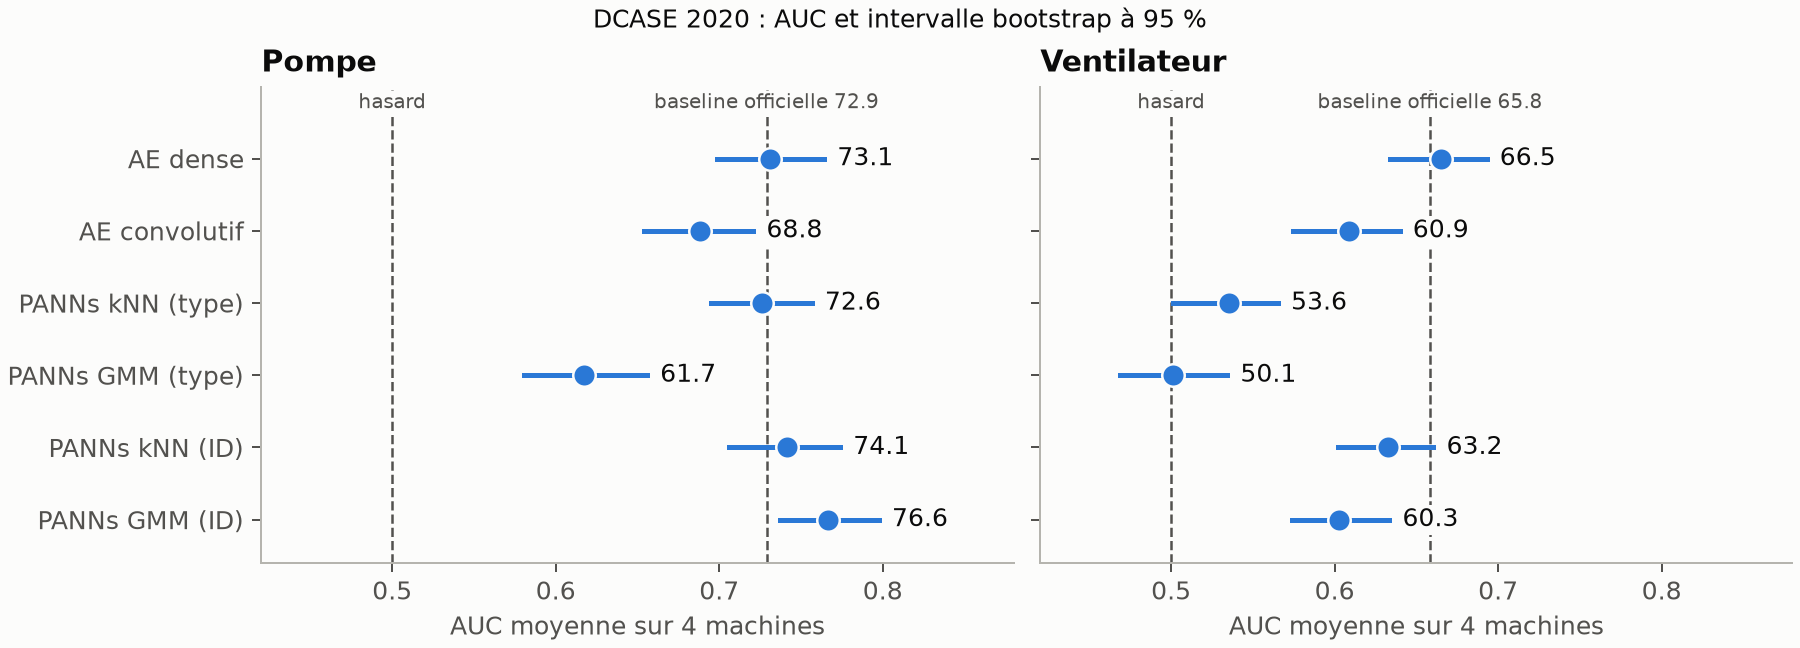 DCASE 2020 : AUC et intervalle bootstrap à 95 %
Pompe
hasard
baseline officielle 72.9
AE dense
73.1
AE convolutif
68.8
PANNs kNN (type)
72.6
PANNs GMM (type)
61.7
PANNs kNN (ID)
74.1
PANNs GMM (ID)
76.6
0.5
0.6
0.7
0.8
AUC moyenne sur 4 machines
Ventilateur
hasard
baseline officielle 65.8
66.5
60.9
53.6
50.1
63.2
60.3
0.5
0.6
0.7
0.8
AUC moyenne sur 4 machines